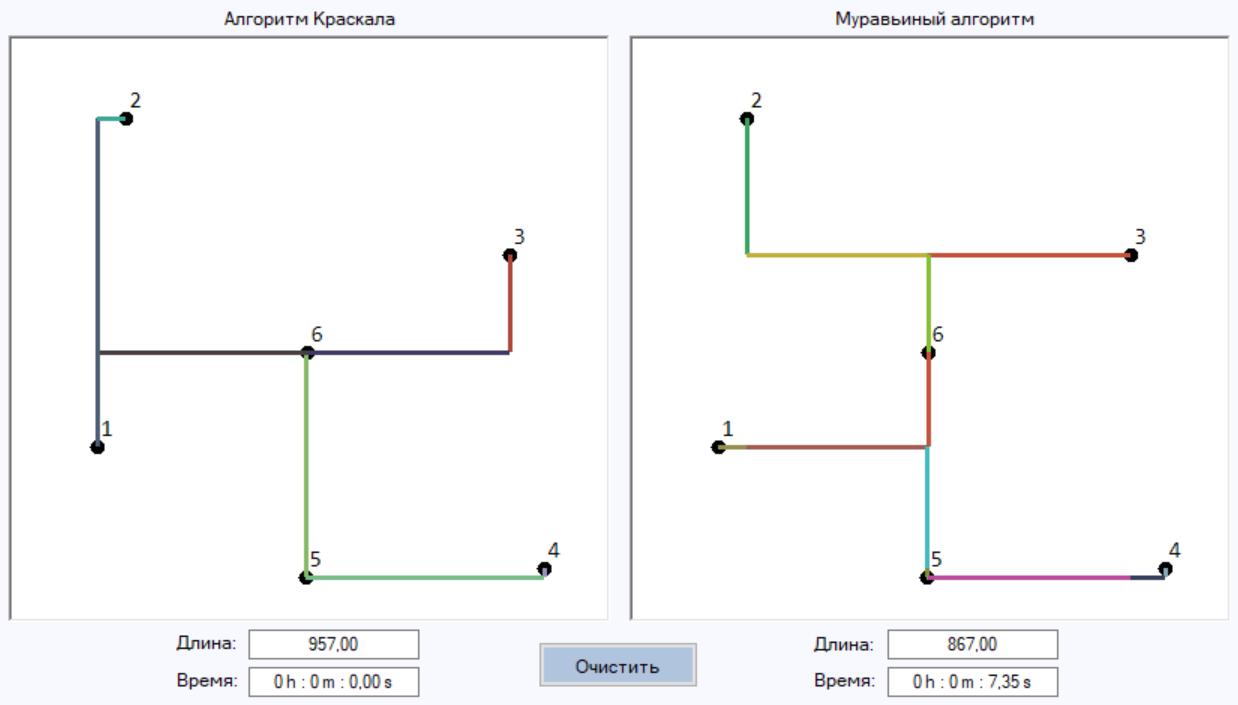 Алгоритм Краскала
Муравьиный алгоритм
2
3
6
1
5
4
2
3
6
1
5
4
Длина: 957,00
Время: 0 h : 0 m : 0,00 s
Очистить
Длина: 867,00
Время: 0 h : 0 m : 7,35 s